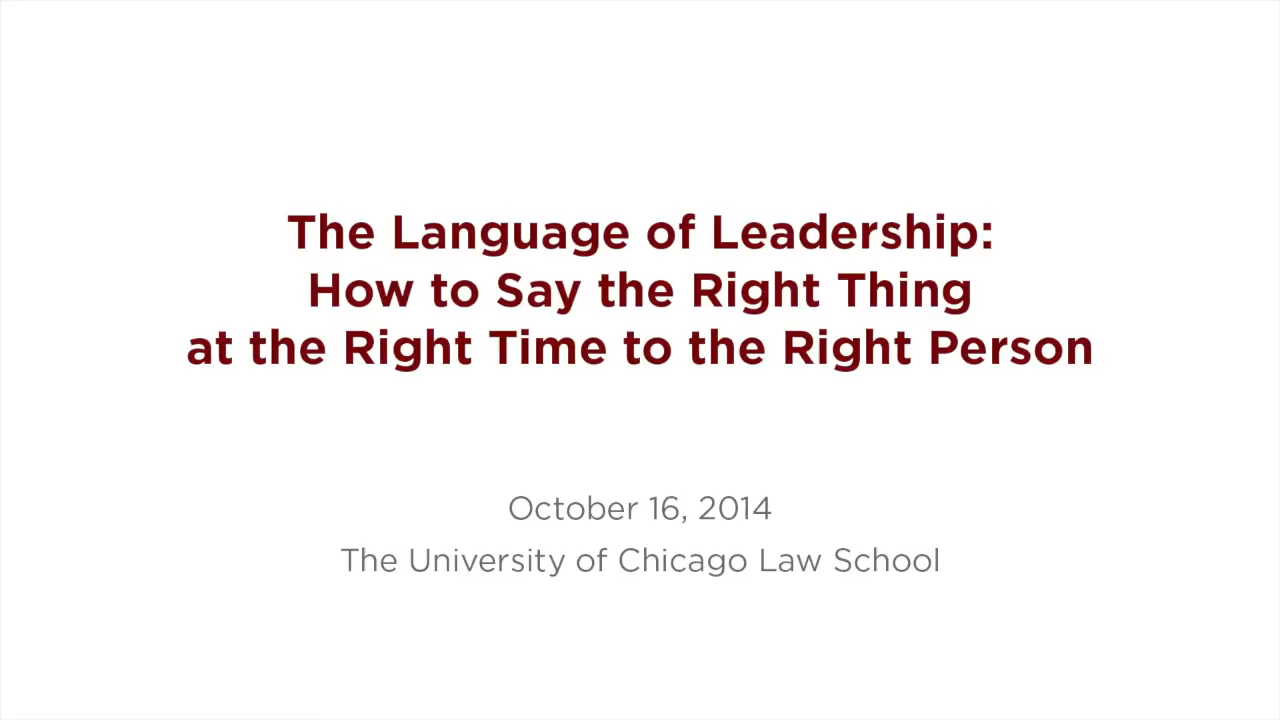 The Language of Leadership:
How to Say the Right Thing
at the Right Time to the Right Person
October 16, 2014
The University of Chicago Law School